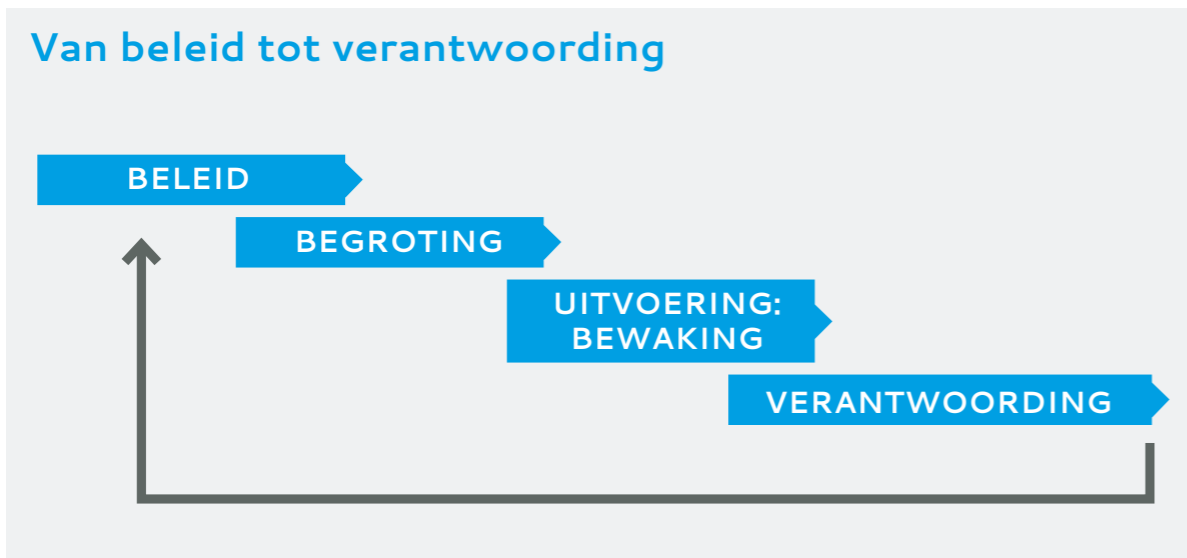 Van beleid tot verantwoording
BELEID
BEGROTING
UITVOERING:
BEWAKING
VERANTWOORDING